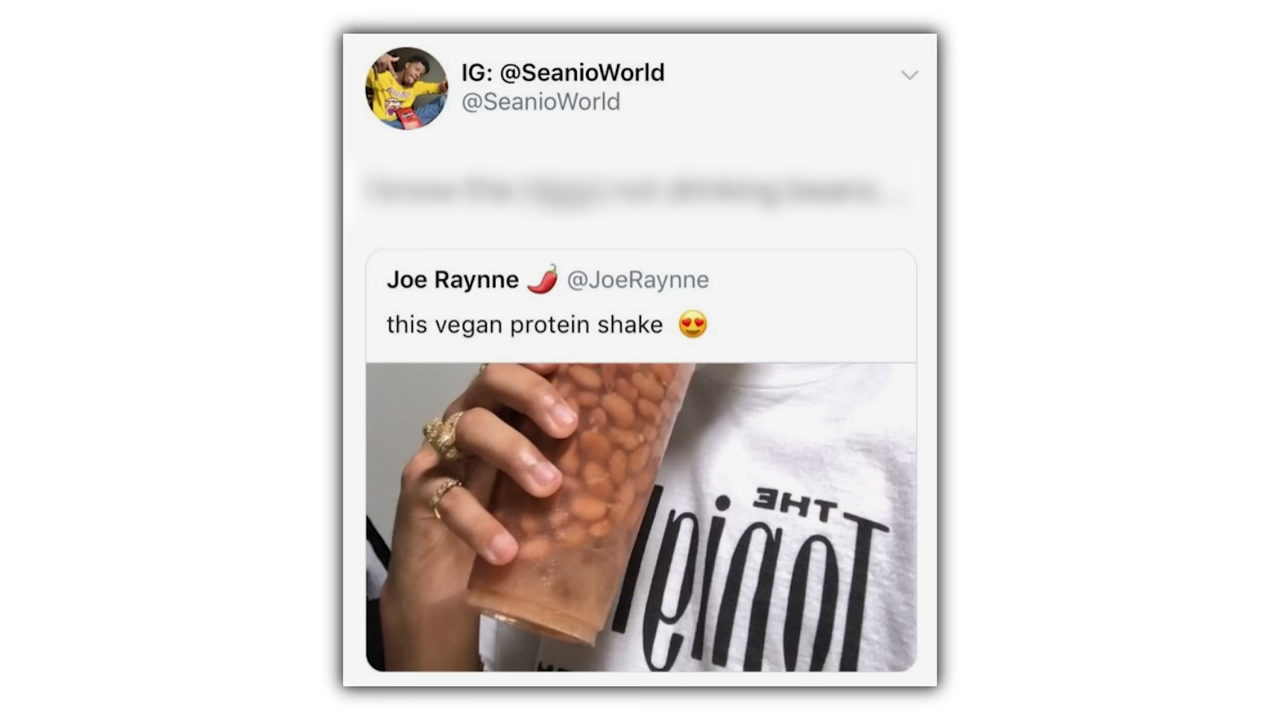 IG: @SeanioWorld
@SeanioWorld
Joe Raynne 🌶️ @JoeRaynne
this vegan protein shake 😍
THE